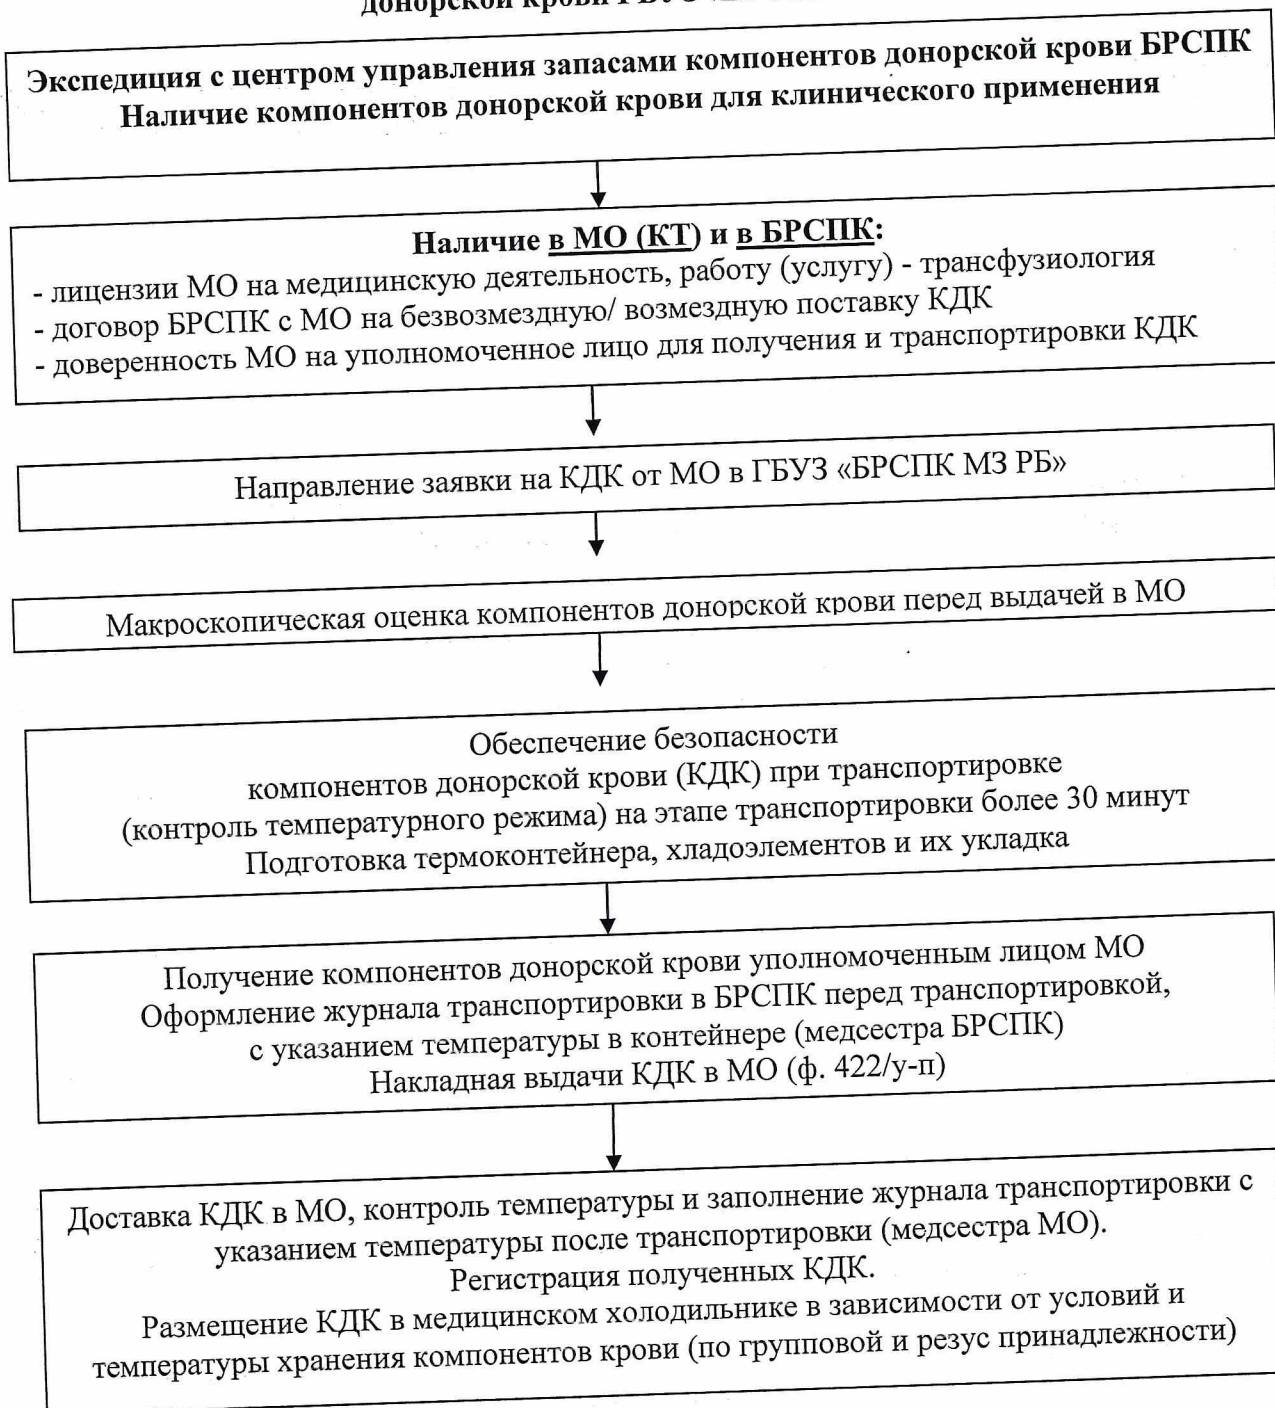 донорской крови
Экспедиция с центром управления запасами компонентов донорской крови БРСПК
Наличие компонентов донорской крови для клинического применения
Наличие в МО (КТ) и в БРСПК:
- лицензии МО на медицинскую деятельность, работу (услугу) - трансфузиология
- договор БРСПК с МО на безвозмездную/ возмездную поставку КДК
- доверенность МО на уполномоченное лицо для получения и транспортировки КДК
Направление заявки на КДК от МО в ГБУЗ «БРСПК МЗ РБ»
Макроскопическая оценка компонентов донорской крови перед выдачей в МО
Обеспечение безопасности
компонентов донорской крови (КДК) при транспортировке
(контроль температурного режима) на этапе транспортировки более 30 минут
Подготовка термоконтейнера, хладоэлементов и их укладка
Получение компонентов донорской крови уполномоченным лицом МО
Оформление журнала транспортировки в БРСПК перед транспортировкой,
с указанием температуры в контейнере (медсестра БРСПК)
Накладная выдачи КДК в МО (ф. 422/у-п)
Доставка КДК в МО, контроль температуры и заполнение журнала транспортировки с
указанием температуры после транспортировки (медсестра МО).
Регистрация полученных КДК.
Размещение КДК в медицинском холодильнике в зависимости от условий и
температуры хранения компонентов крови (по групповой и резус принадлежности)